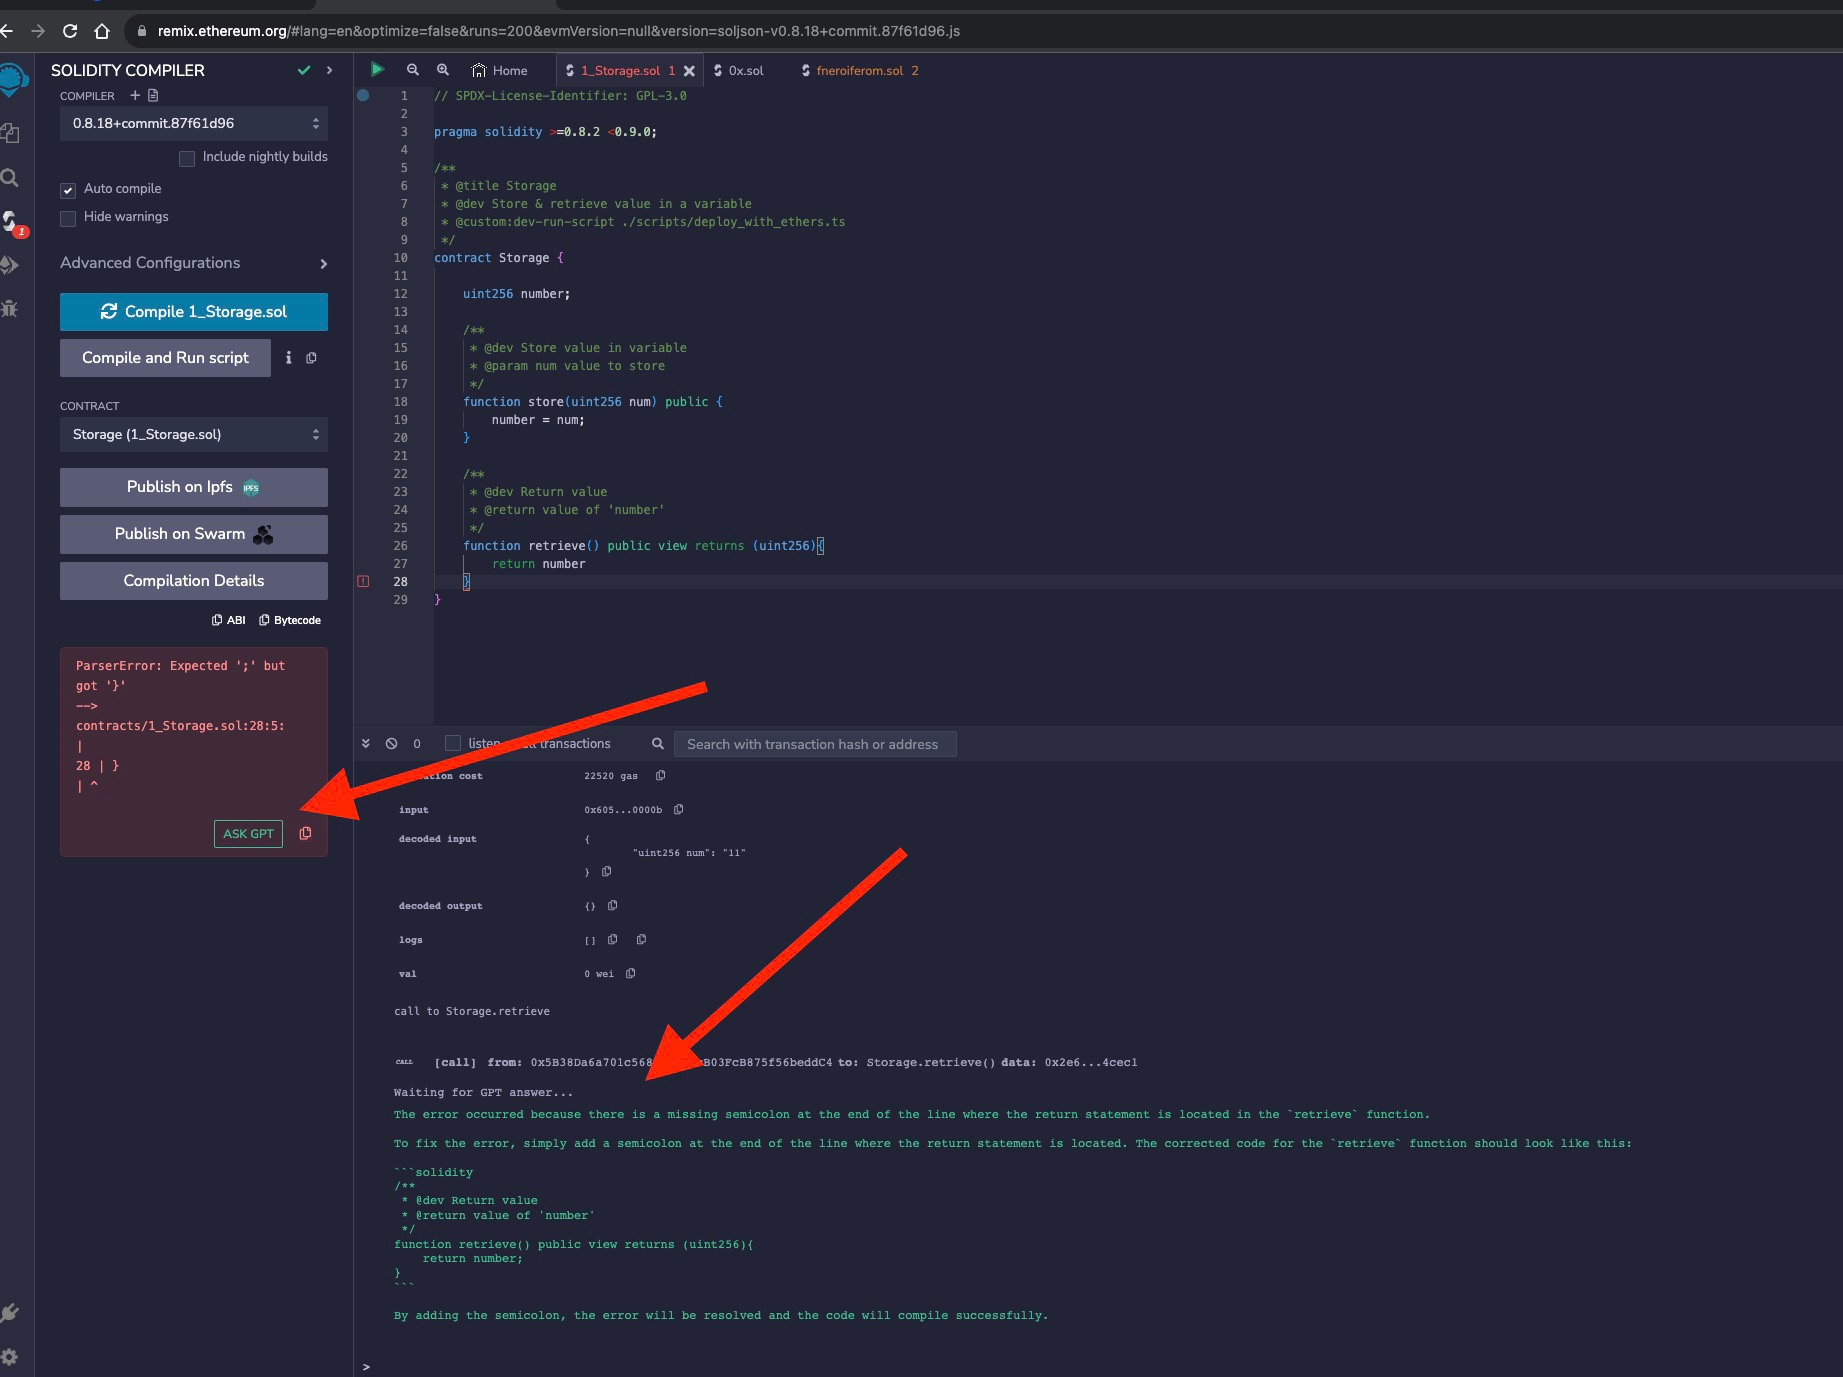 remix.ethereum.org/#lang=en&optimize=false&runs=200&evmVersion=null&version=soljson-v0.8.18+commit.87f61d96.js
SOLIDITY COMPILER
COMPILER
0.8.18+commit.87f61d96
Include nightly builds
Auto compile
Hide warnings
1
Advanced Configurations
Compile 1_Storage.sol
Compile and Run script
CONTRACT
Storage (1_Storage.sol)
Publish on Ipfs IPFS
Publish on Swarm
Compilation Details
ABI Bytecode
ParserError: Expected ';' but
got '}'
-->
contracts/1_Storage.sol:28:5:
|
28 | }
| ^
ASK GPT
Home 1_Storage.sol 1 0x.sol fneroiferom.sol 2
1 // SPDX-License-Identifier: GPL-3.0
2
3 pragma solidity >=0.8.2 <0.9.0;
4
5 /**
6 * @title Storage
7 * @dev Store & retrieve value in a variable
8 * @custom:dev-run-script ./scripts/deploy_with_ethers.ts
9 */
10 contract Storage {
11
12 uint256 number;
13
14 /**
15 * @dev Store value in variable
16 * @param num value to store
17 */
18 function store(uint256 num) public {
19 number = num;
20 }
21
22 /**
23 * @dev Return value
24 * @return value of 'number'
25 */
26 function retrieve() public view returns (uint256){
27 return number
28 }
29 }
0 listen transactions Search with transaction hash or address
cost 22520 gas
input 0x605...0000b
decoded input {
"uint256 num": "11"
}
decoded output {}
logs []
val 0 wei
call to Storage.retrieve
CALL [call] from: 0x5B38Da6a701c568 B03FcB875f56beddC4 to: Storage.retrieve() data: 0x2e6...4cec1
Waiting for GPT answer...
The error occurred because there is a missing semicolon at the end of the line where the return statement is located in the `retrieve` function.
To fix the error, simply add a semicolon at the end of the line where the return statement is located. The corrected code for the `retrieve` function should look like this:
```solidity
/**
* @dev Return value
* @return value of 'number'
*/
function retrieve() public view returns (uint256){
return number;
}
```
By adding the semicolon, the error will be resolved and the code will compile successfully.
>